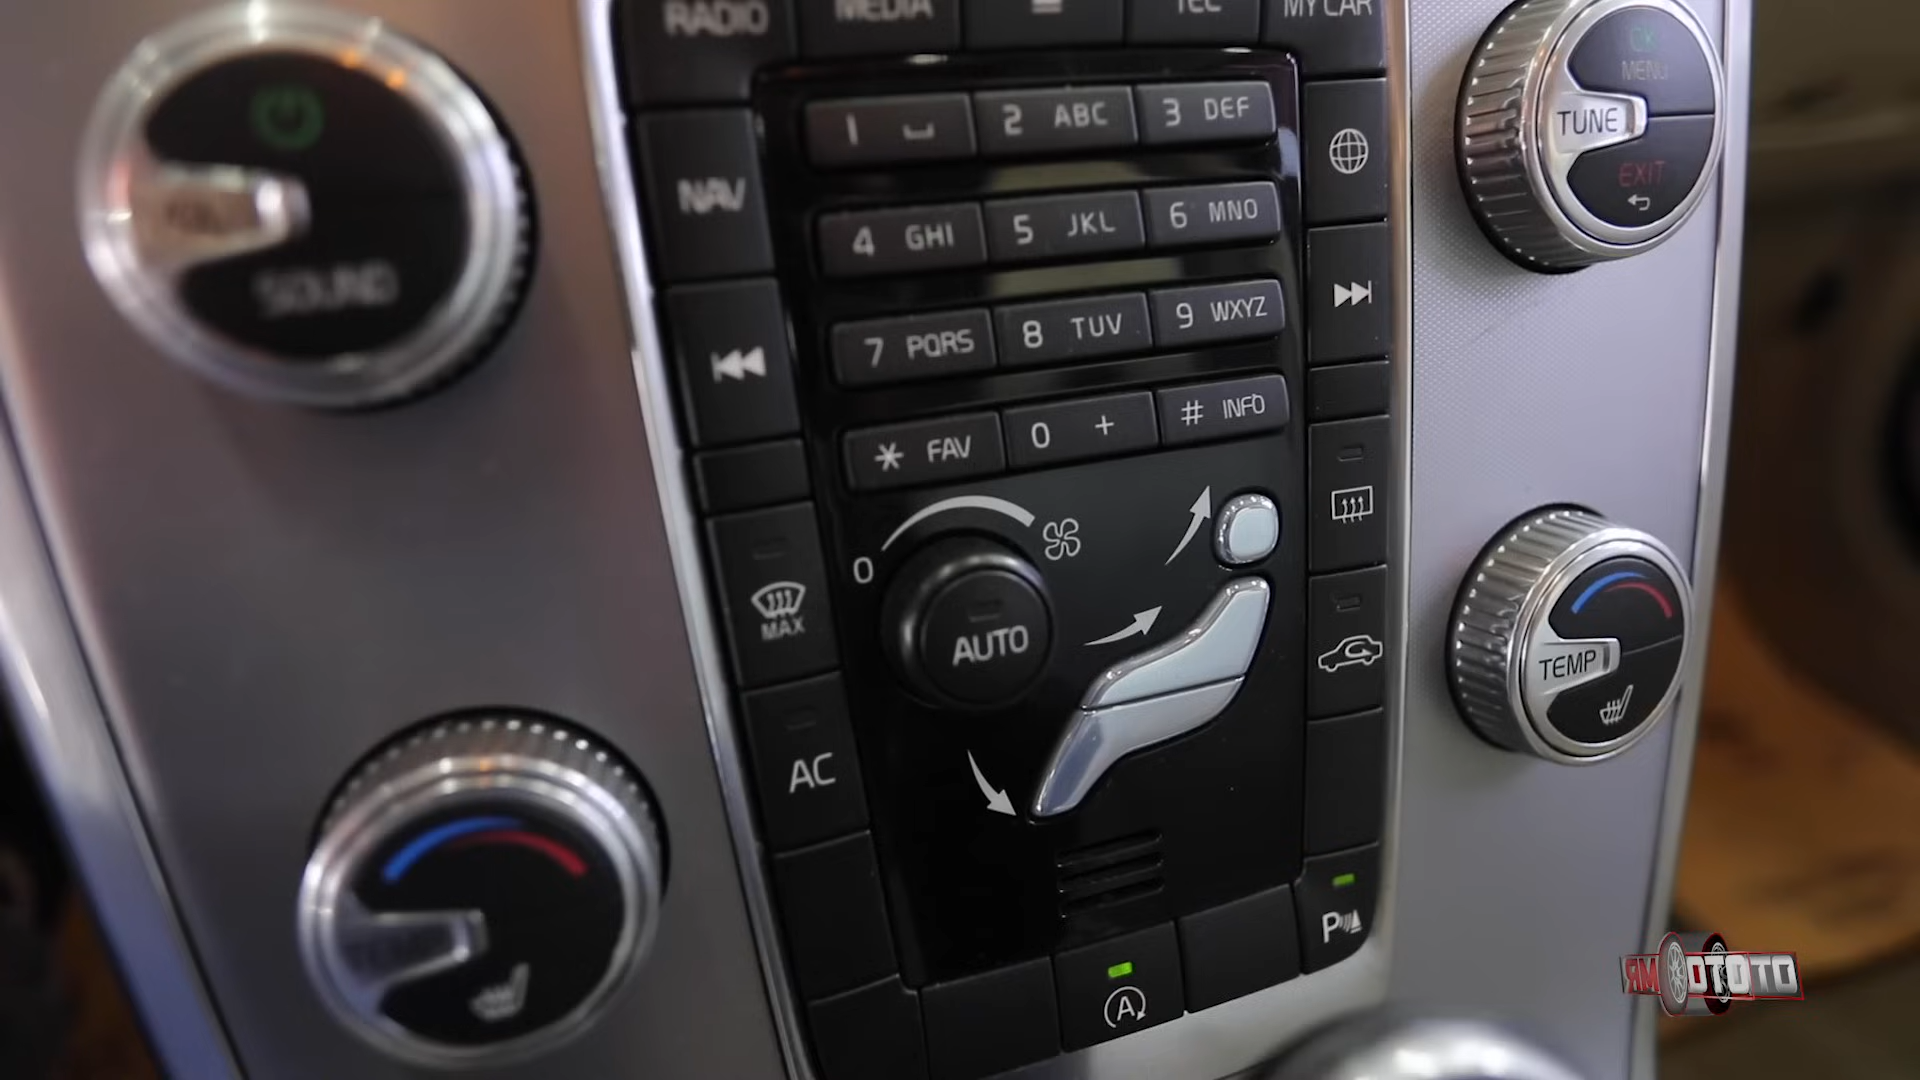 RADIO
MEDIA
TEL
MY CAR
OK
MENU
TUNE
EXIT
1
2 ABC
3 DEF
NAV
4 GHI
5 JKL
6 MNO
SOUND
7 PQRS
8 TUV
9 WXYZ
* FAV
0 +
# INFO
0
AUTO
MAX
AC
TEMP
P
A